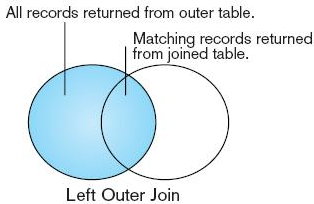 All records returned from outer table.
Matching records returned
from joined table.
Left Outer Join